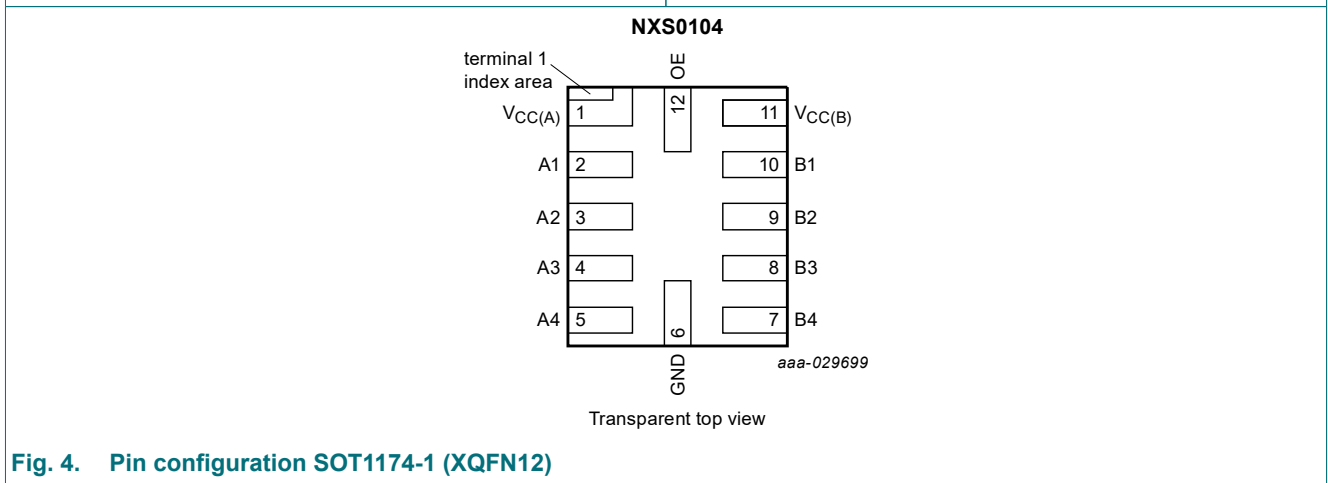 NXS0104
terminal 1
index area
OE
12
VCC(A) 1
11 VCC(B)
A1 2
10 B1
A2 3
9 B2
A3 4
8 B3
A4 5
7 B4
6
GND
aaa-029699
Transparent top view
Fig. 4. Pin configuration SOT1174-1 (XQFN12)